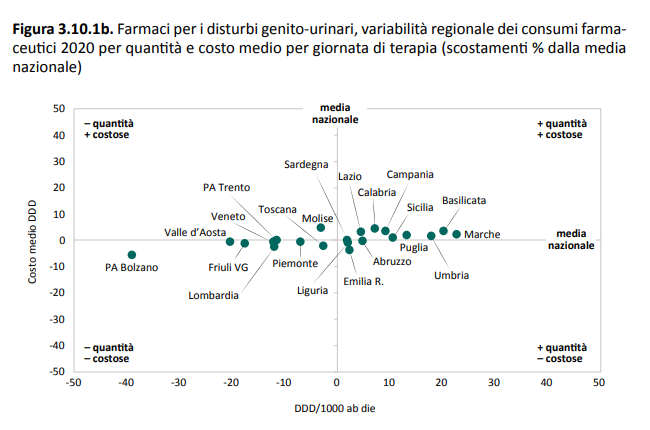 Figura 3.10.1b. Farmaci per i disturbi genito-urinari, variabilità regionale dei consumi farma-
ceutici 2020 per quantità e costo medio per giornata di terapia (scostamenti % dalla media
nazionale)
50
40
30
20
10
0
-10
-20
-30
-40
-50
Costo medio DDD
– quantità
+ costose
media
nazionale
+ quantità
+ costose
Sardegna
Lazio
Campania
PA Trento
Calabria
Basilicata
Veneto
Toscana
Molise
Sicilia
Valle d'Aosta
Marche
media
nazionale
PA Bolzano
Friuli VG
Piemonte
Puglia
Abruzzo
Umbria
Lombardia
Liguria
Emilia R.
– quantità
– costose
+ quantità
– costose
-50 -40 -30 -20 -10 0 10 20 30 40 50
DDD/1000 ab die